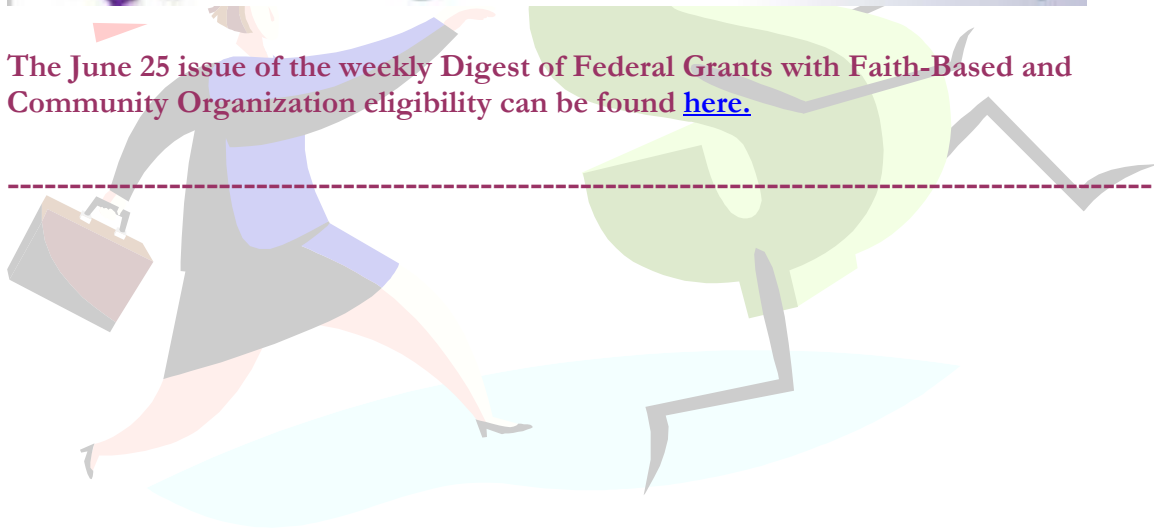 The June 25 issue of the weekly Digest of Federal Grants with Faith-Based and
Community Organization eligibility can be found here.
--------------------------------------------------------------------------------------------